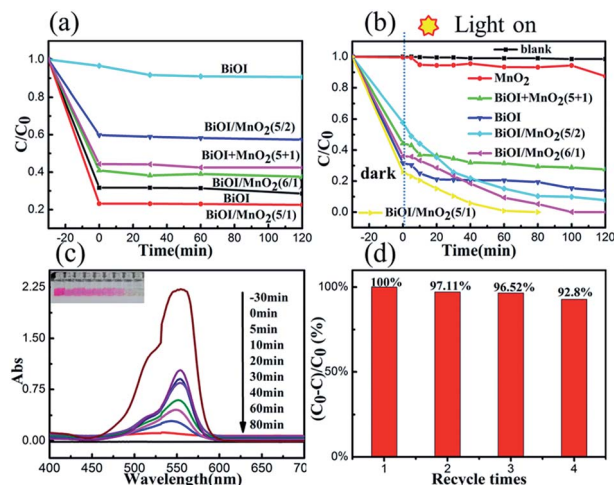 (a)
C/C0
1.0
0.8
0.6
0.4
0.2
BiOI
BiOI/MnO2(5/2)
BiOI+MnO2(5+1)
BiOI/MnO2(6/1)
BiOI
BiOI/MnO2(5/1)
-20 0 20 40 60 80 100 120
Time(min)
(b)
Light on
C/C0
1.0
0.8
0.6
0.4
0.2
0.0
blank
MnO2
BiOI+MnO2(5+1)
BiOI
BiOI/MnO2(5/2)
BiOI/MnO2(6/1)
dark
BiOI/MnO2(5/1)
-20 0 20 40 60 80 100 120
Time(min)
(c)
Abs
2.25
1.50
0.75
0.00
-30min
0min
5min
10min
20min
30min
40min
60min
80min
400 450 500 550 600 650 70
Wavelength(nm)
(d)
(C0-C)/C0 (%)
100%
50%
0%
100%
97.11%
96.52%
92.8%
1 2 3 4
Recycle times